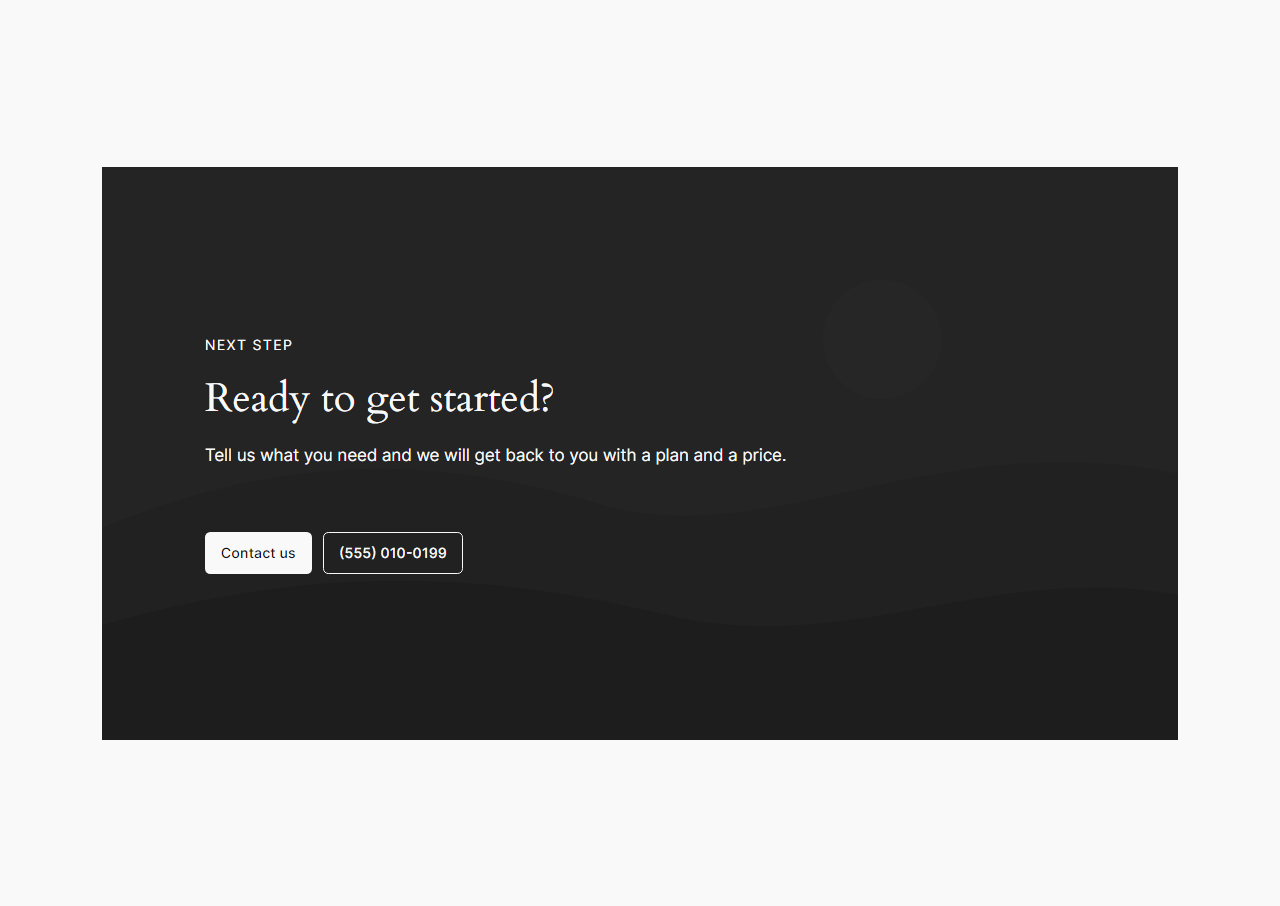 NEXT STEP
Ready to get started?
Tell us what you need and we will get back to you with a plan and a price.
Contact us
(555) 010-0199